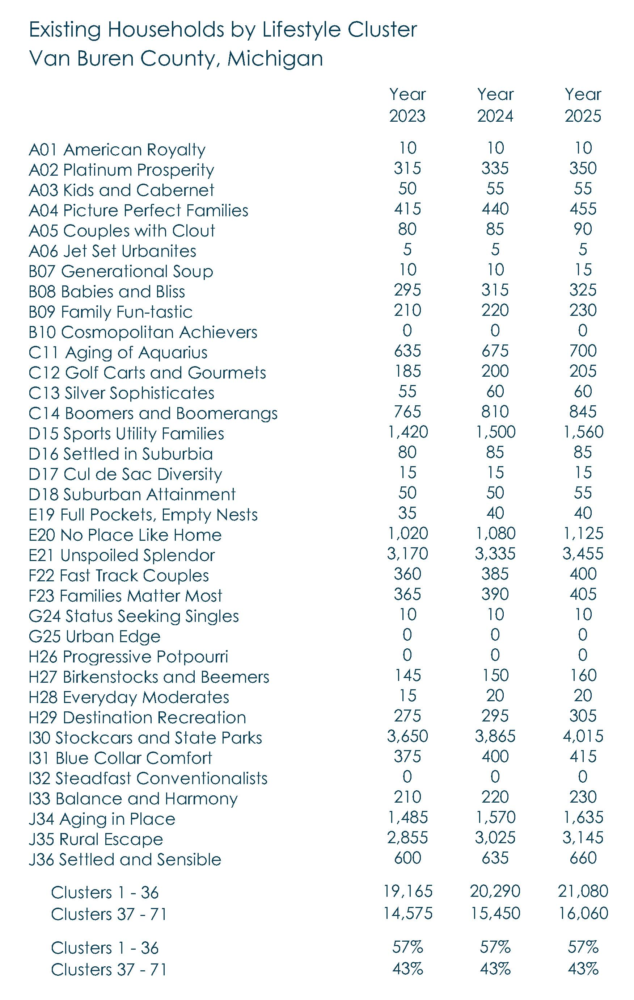 Existing Households by Lifestyle Cluster
Van Buren County, Michigan
Year Year Year
2023 2024 2025
A01 American Royalty 10 10 10
A02 Platinum Prosperity 315 335 350
A03 Kids and Cabernet 50 55 55
A04 Picture Perfect Families 415 440 455
A05 Couples with Clout 80 85 90
A06 Jet Set Urbanites 5 5 5
B07 Generational Soup 10 10 15
B08 Babies and Bliss 295 315 325
B09 Family Fun-tastic 210 220 230
B10 Cosmopolitan Achievers 0 0 0
C11 Aging of Aquarius 635 675 700
C12 Golf Carts and Gourmets 185 200 205
C13 Silver Sophisticates 55 60 60
C14 Boomers and Boomerangs 765 810 845
D15 Sports Utility Families 1,420 1,500 1,560
D16 Settled in Suburbia 80 85 85
D17 Cul de Sac Diversity 15 15 15
D18 Suburban Attainment 50 50 55
E19 Full Pockets, Empty Nests 35 40 40
E20 No Place Like Home 1,020 1,080 1,125
E21 Unspoiled Splendor 3,170 3,335 3,455
F22 Fast Track Couples 360 385 400
F23 Families Matter Most 365 390 405
G24 Status Seeking Singles 10 10 10
G25 Urban Edge 0 0 0
H26 Progressive Potpourri 0 0 0
H27 Birkenstocks and Beemers 145 150 160
H28 Everyday Moderates 15 20 20
H29 Destination Recreation 275 295 305
I30 Stockcars and State Parks 3,650 3,865 4,015
I31 Blue Collar Comfort 375 400 415
I32 Steadfast Conventionalists 0 0 0
I33 Balance and Harmony 210 220 230
J34 Aging in Place 1,485 1,570 1,635
J35 Rural Escape 2,855 3,025 3,145
J36 Settled and Sensible 600 635 660
Clusters 1 - 36 19,165 20,290 21,080
Clusters 37 - 71 14,575 15,450 16,060
Clusters 1 - 36 57% 57% 57%
Clusters 37 - 71 43% 43% 43%